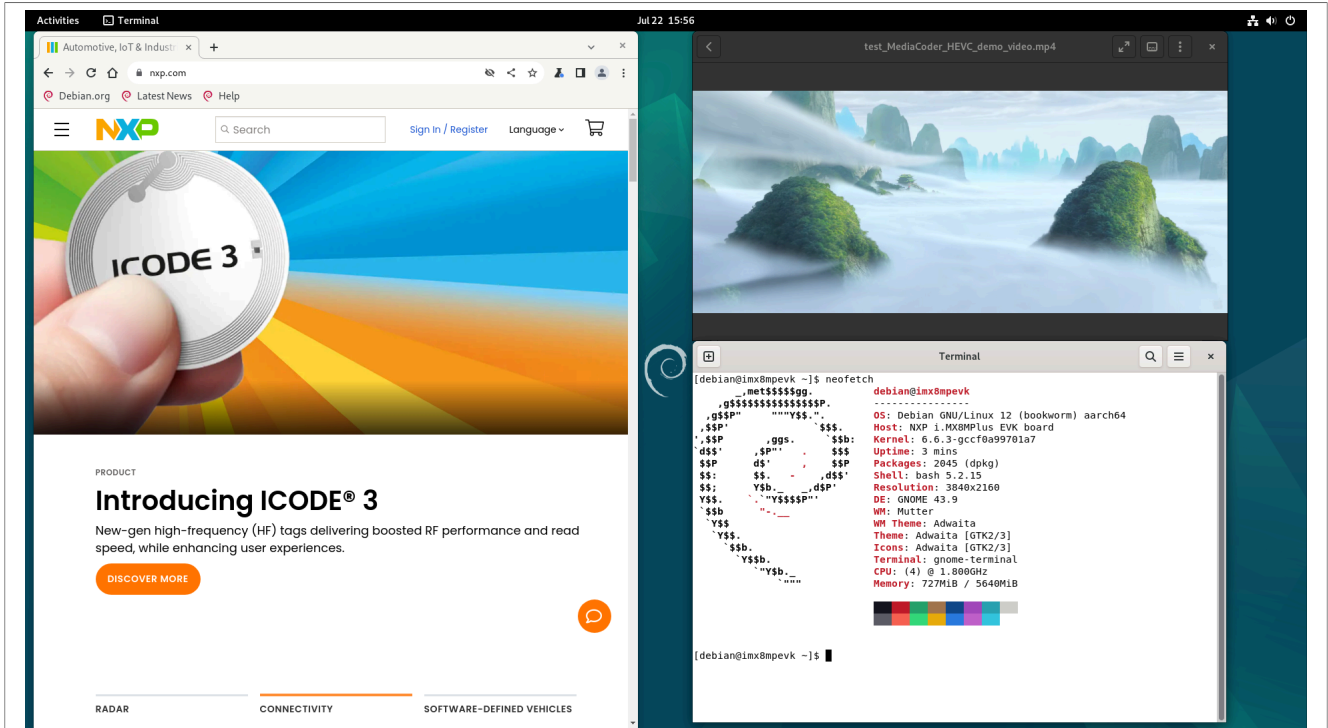 Activities
Terminal
Jul 22 15:56
Automotive, IoT & Industr
nxp.com
Debian.org
Latest News
Help
NXP
Search
Sign In / Register
Language
ICODE 3
PRODUCT
Introducing ICODE® 3
New-gen high-frequency (HF) tags delivering boosted RF performance and read
speed, while enhancing user experiences.
DISCOVER MORE
RADAR
CONNECTIVITY
SOFTWARE-DEFINED VEHICLES
test_MediaCoder_HEVC_demo_video.mp4
Terminal
[debian@imx8mpevk ~]$ neofetch
_,met$$$$$gg.
debian@imx8mpevk
,g$$$$$$$$$$$$$$$P.
----------------
,g$$P"     """Y$$.".
OS: Debian GNU/Linux 12 (bookworm) aarch64
,$$P'              `$$$.
Host: NXP i.MX8MPlus EVK board
',$$P       ,ggs.     `$$b:
Kernel: 6.6.3-gccf0a99701a7
`d$$'     ,$P"'   .    $$$
Uptime: 3 mins
$$P      d$'     ,    $$P
Packages: 2045 (dpkg)
$$:      $$.   -    ,d$$'
Shell: bash 5.2.15
$$;      Y$b._   _,d$P'
Resolution: 3840x2160
Y$$.    `.`"Y$$$$P"'
DE: GNOME 43.9
`$$b      "-.__
WM: Mutter
`Y$$
WM Theme: Adwaita
`Y$$.
Theme: Adwaita [GTK2/3]
`$$b.
Icons: Adwaita [GTK2/3]
`Y$$b.
Terminal: gnome-terminal
`"Y$b._
CPU: (4) @ 1.800GHz
`"""
Memory: 727MiB / 5640MiB
[debian@imx8mpevk ~]$